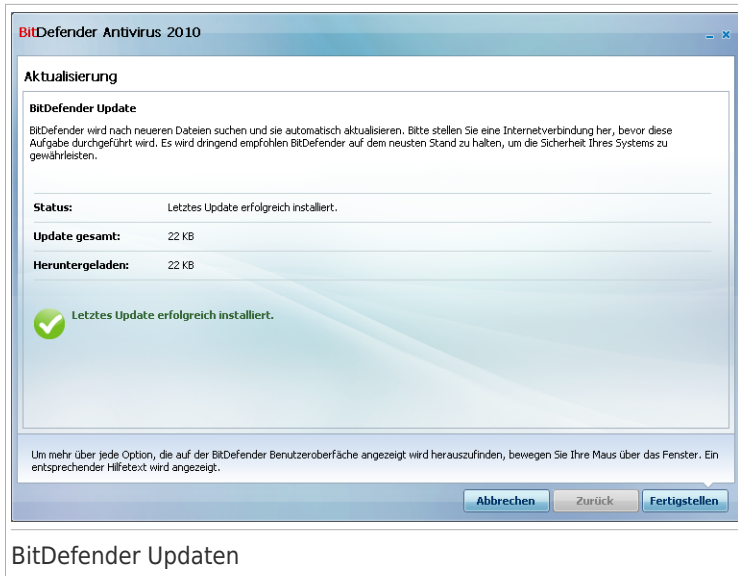 BitDefender Antivirus 2010
Aktualisierung
BitDefender Update
BitDefender wird nach neueren Dateien suchen und sie automatisch aktualisieren. Bitte stellen Sie eine Internetverbindung her, bevor diese
Aufgabe durchgeführt wird. Es wird dringend empfohlen BitDefender auf dem neusten Stand zu halten, um die Sicherheit Ihres Systems zu
gewährleisten.
Status: Letztes Update erfolgreich installiert.
Update gesamt: 22 KB
Heruntergeladen: 22 KB
Letztes Update erfolgreich installiert.
Um mehr über jede Option, die auf der BitDefender Benutzeroberfäche angezeigt wird herauszufinden, bewegen Sie Ihre Maus über das Fenster. Ein
entsprechender Hilfetext wird angezeigt.
Abbrechen Zurück Fertigstellen
BitDefender Updaten